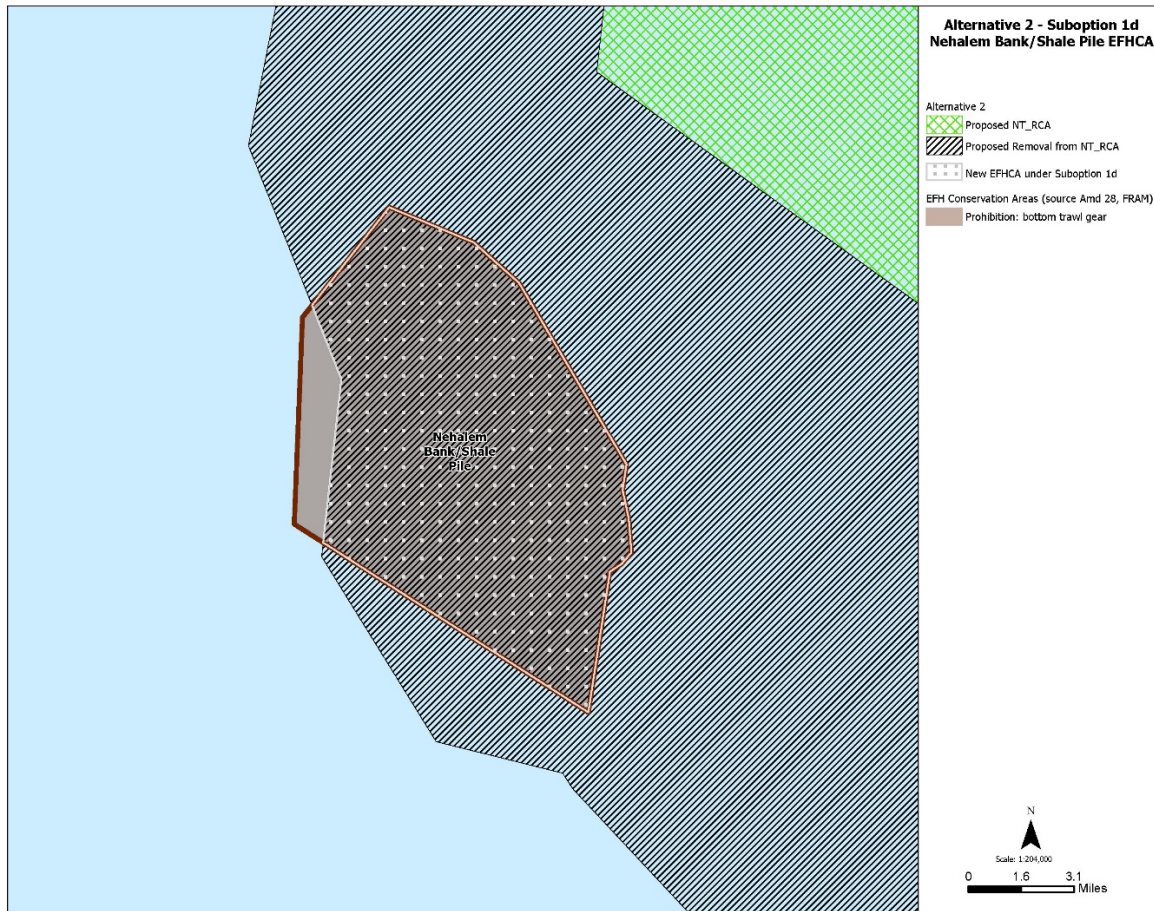 Alternative 2 - Suboption 1d
Nehalem Bank/Shale Pile EFHCA
Alternative 2
Proposed NT_RCA
Proposed Removal from NT_RCA
New EFHCA under Suboption 1d
EFH Conservation Areas (source Amd 28, FRAM)
Prohibition: bottom trawl gear
Nehalem
Bank/Shale
Pile
N
Scale: 1:204,000
0 1.6 3.1
Miles